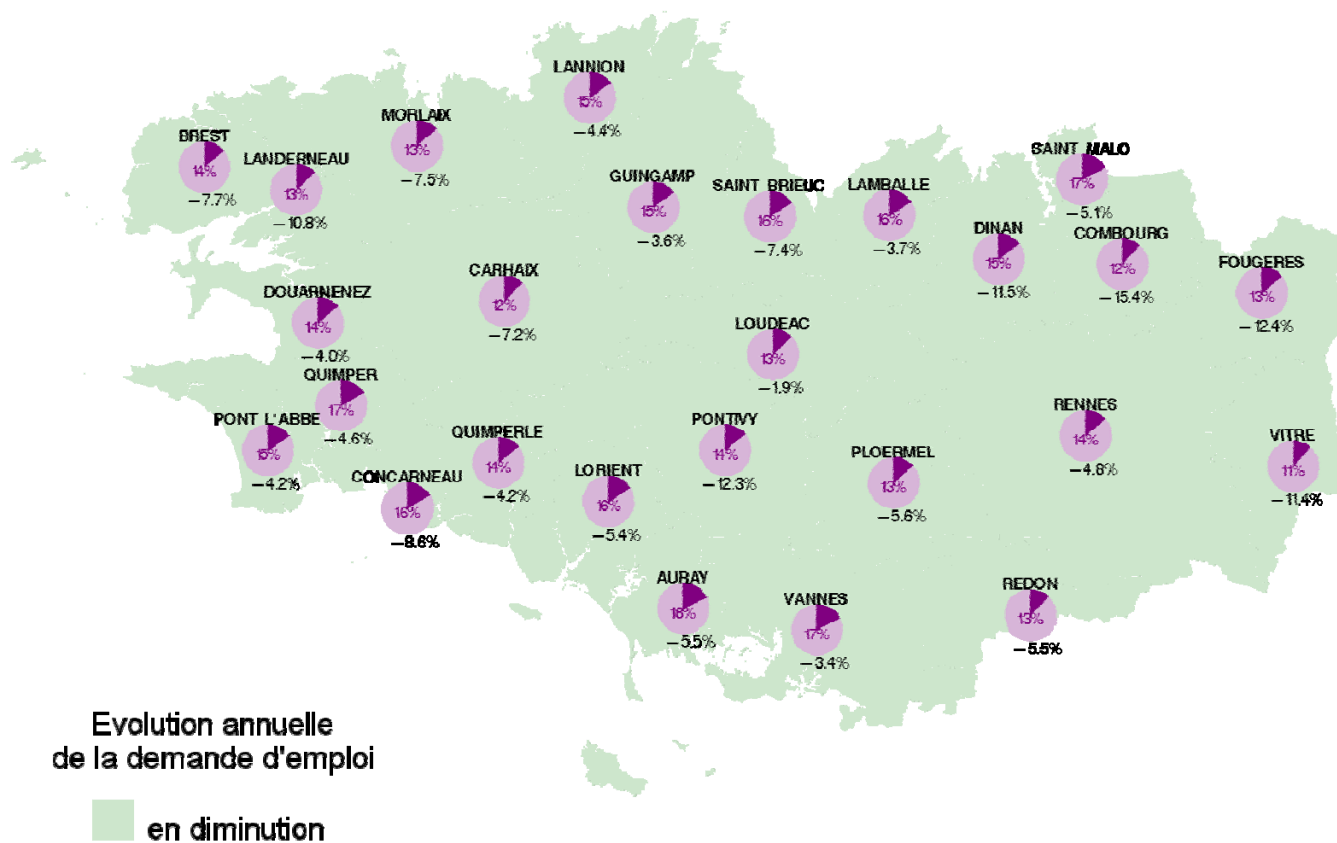 LANNION
15%
−4.4%
MORLAIX
13%
−7.5%
BREST
14%
−7.7%
LANDERNEAU
13%
−10.8%
GUINGAMP
15%
−3.6%
SAINT BRIEUC
16%
−7.4%
LAMBALLE
16%
−3.7%
SAINT MALO
17%
−5.1%
DINAN
15%
−11.5%
COMBOURG
12%
−15.4%
FOUGERES
13%
−12.4%
CARHAIX
12%
−7.2%
DOUARNENEZ
14%
−4.0%
LOUDEAC
13%
−1.9%
QUIMPER
17%
−4.6%
PONT L'ABBE
15%
−4.2%
QUIMPERLE
14%
−4.2%
CONCARNEAU
16%
−8.6%
LORIENT
16%
−5.4%
PONTIVY
14%
−12.3%
PLOERMEL
13%
−5.6%
RENNES
14%
−4.8%
VITRE
11%
−11.4%
AURAY
−5.5%
VANNES
17%
−3.4%
REDON
13%
−5.5%
Evolution annuelle
de la demande d'emploi
en diminution